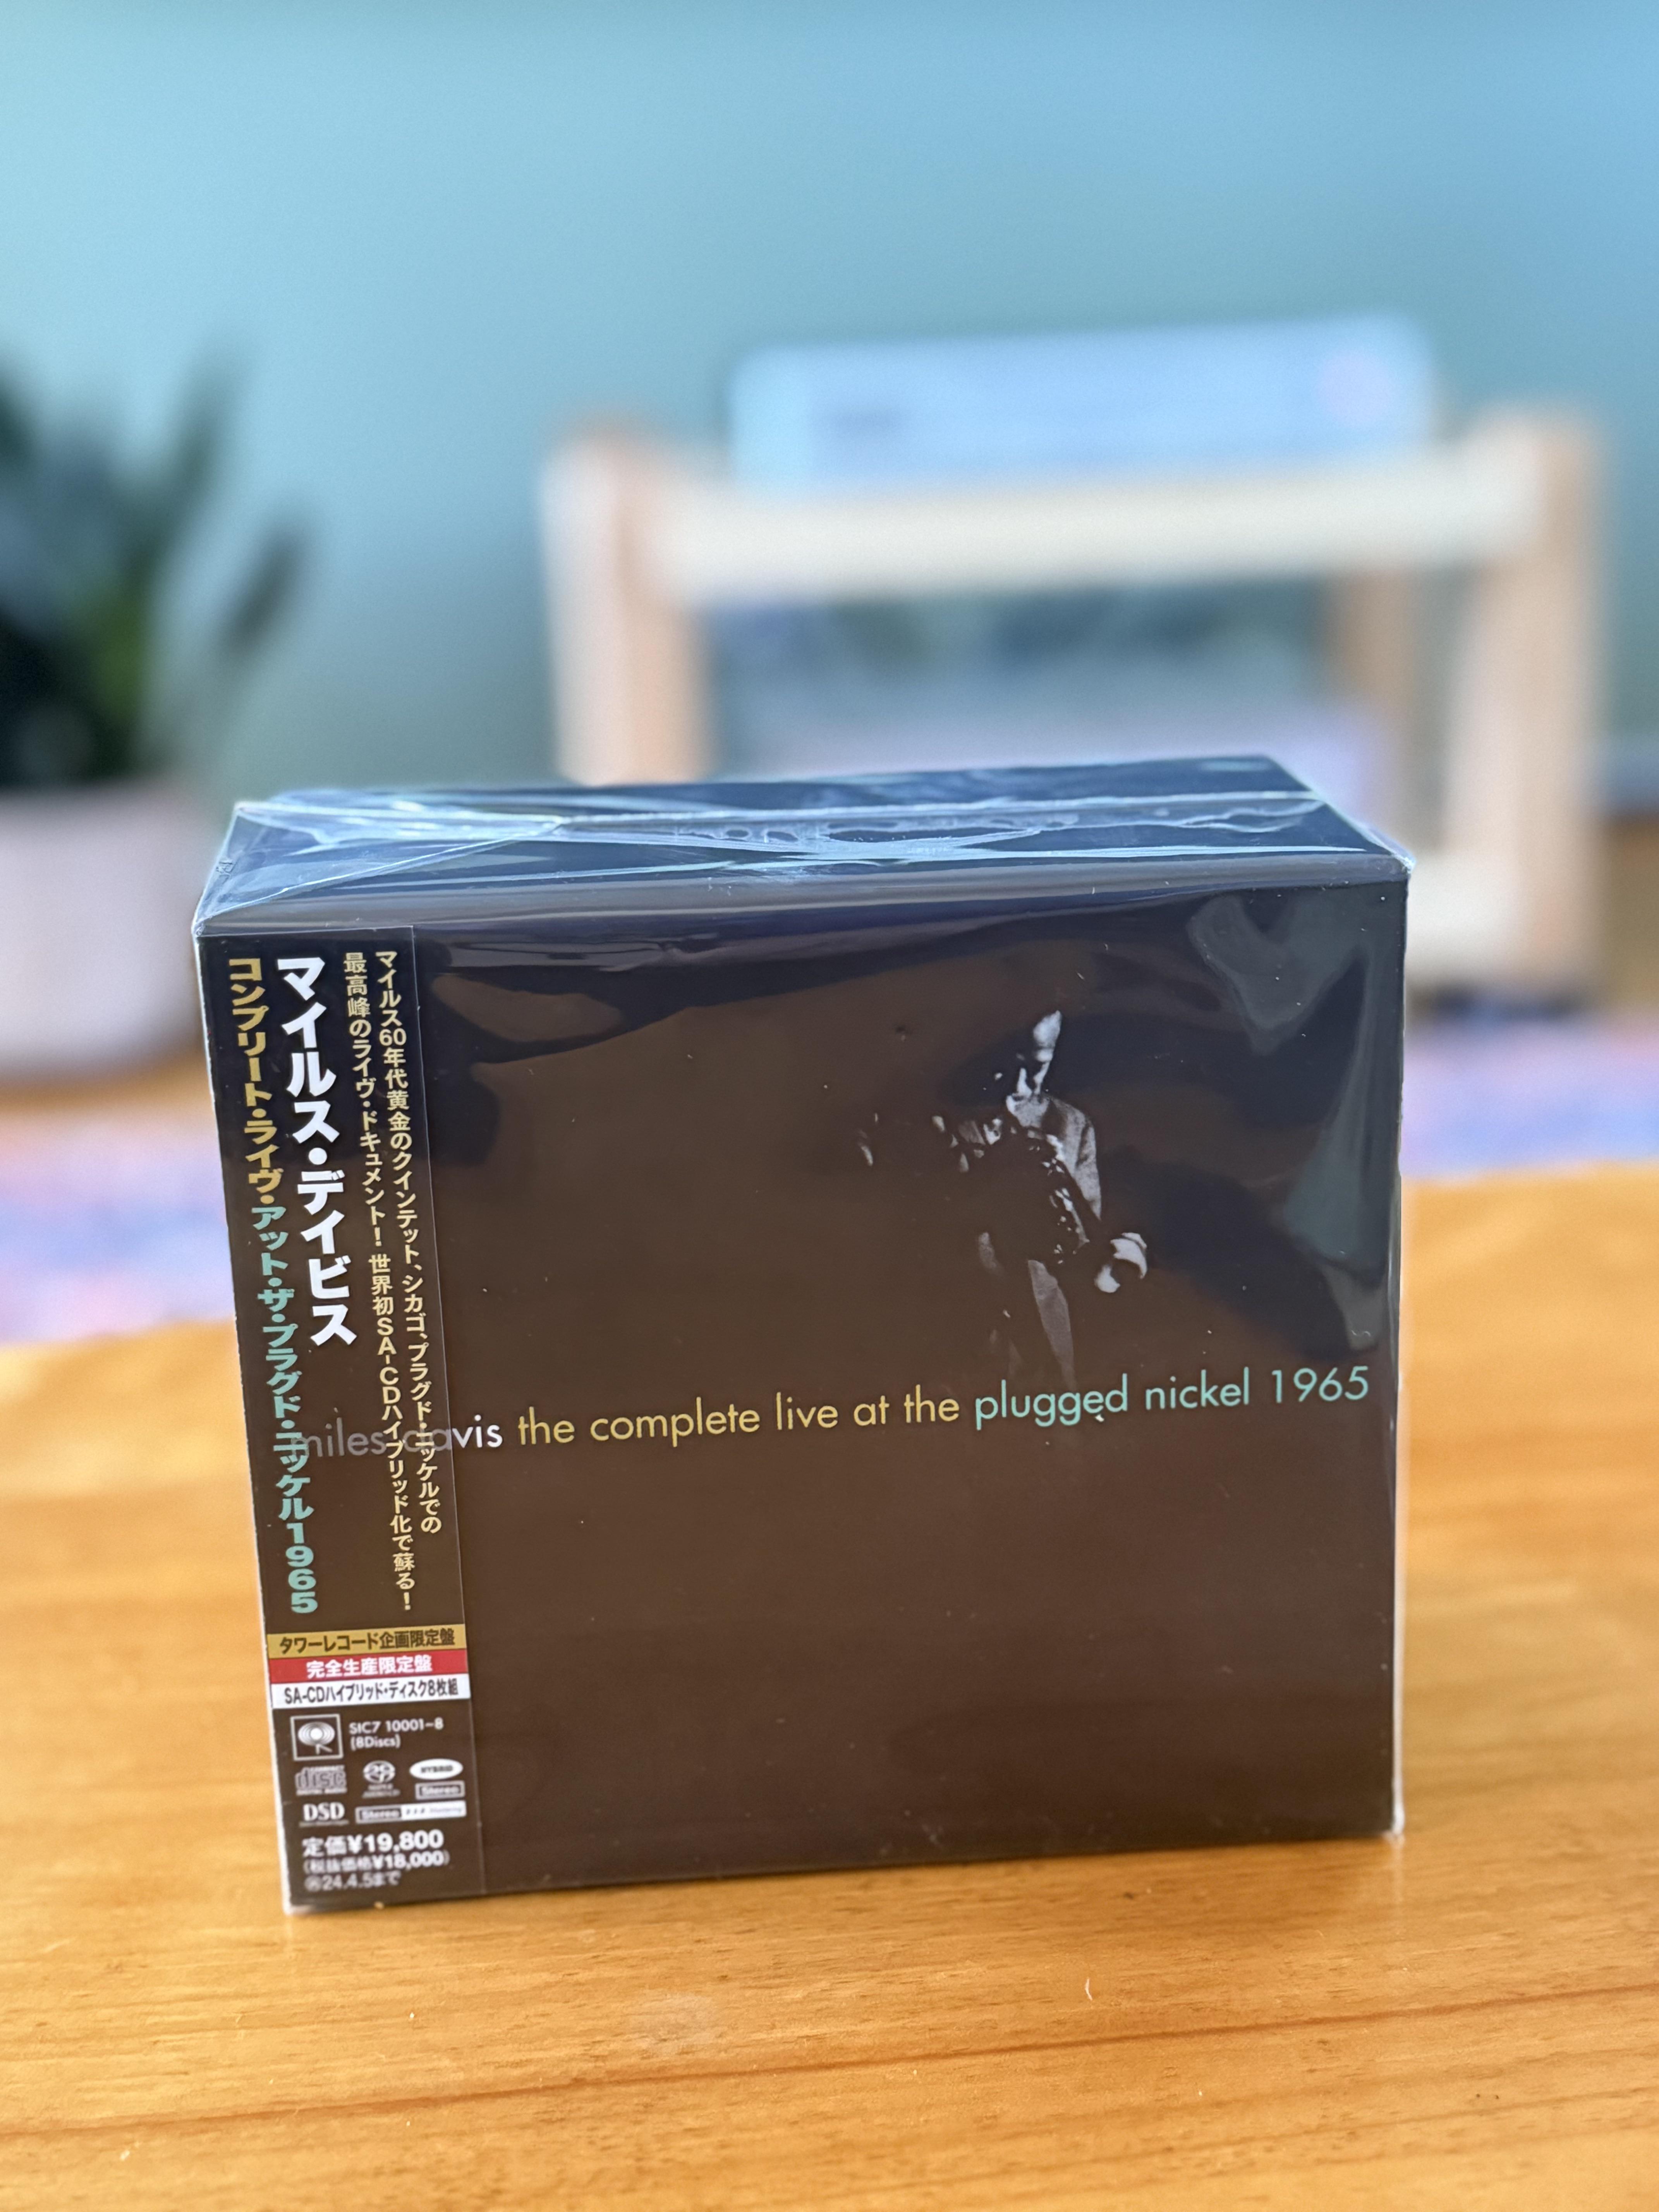 マイルス60年代黄金のクインテット、シカゴ、プラグド・ニッケルでの
最高峰のライヴ・ドキュメント！ 世界初SA-CDハイブリッド化で蘇る！
マイルス・デイビス
コンプリート・ライヴ・アット・ザ・プラグド・ニッケル1965
miles davis the complete live at the plugged nickel 1965
タワーレコード企画限定盤
完全生産限定盤
SA-CDハイブリッド・ディスク8枚組
SIC7 10001-8
(8Discs)
disc
HYBRID
Stereo
DSD
Stereo
定価¥19,800
(税抜価格¥18,000)
24.4.5まで